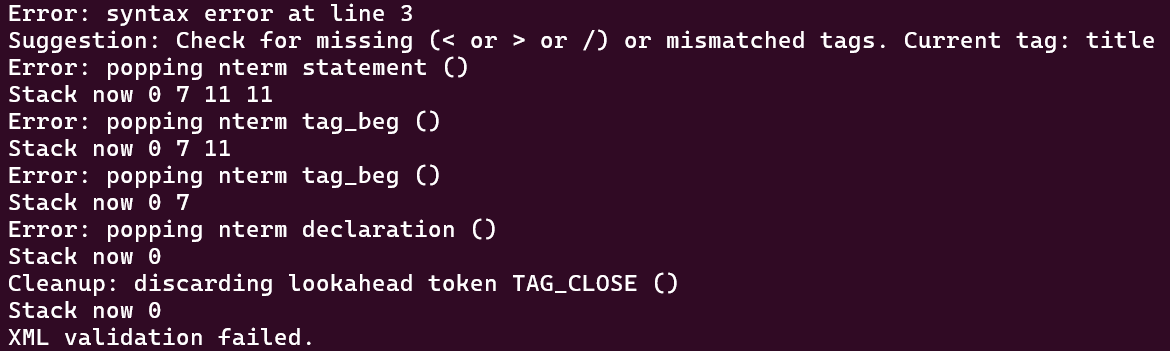 Error: syntax error at line 3
Suggestion: Check for missing (< or > or /) or mismatched tags. Current tag: title
Error: popping nterm statement ()
Stack now 0 7 11 11
Error: popping nterm tag_beg ()
Stack now 0 7 11
Error: popping nterm tag_beg ()
Stack now 0 7
Error: popping nterm declaration ()
Stack now 0
Cleanup: discarding lookahead token TAG_CLOSE ()
Stack now 0
XML validation failed.